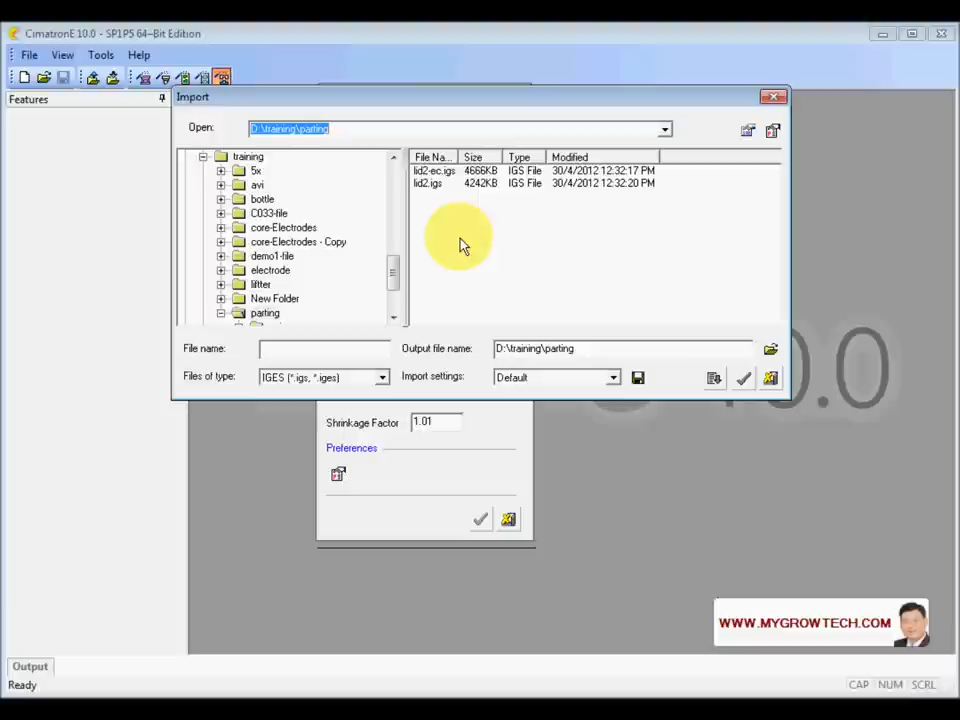 CimatronE 10.0 - SP1P5 64-Bit Edition
File View Tools Help
Features
Import
Open: D:\training\parting
training
5x
avi
bottle
C033-file
core-Electrodes
core-Electrodes - Copy
demo1-file
electrode
liftter
New Folder
parting
File Na... Size Type Modified
lid2-ec.igs 4666KB IGS File 30/4/2012 12:32:17 PM
lid2.igs 4242KB IGS File 30/4/2012 12:32:20 PM
File name: Output file name: D:\training\parting
Files of type: IGES (*.igs, *.iges) Import settings: Default
10.0
Shrinkage Factor 1.01
Preferences
WWW.MYGROWTECH.COM
Output
Ready CAP NUM SCRL